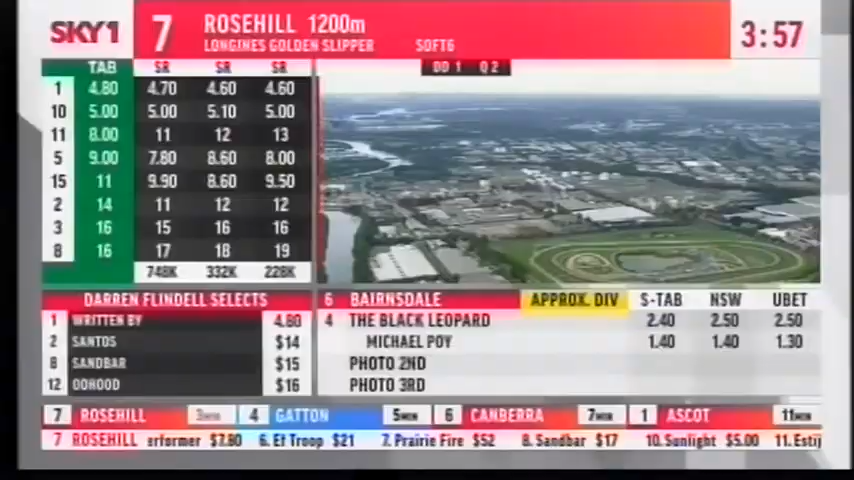 SKY1 7 ROSEHILL 1200m 3:57
LONGINES GOLDEN SLIPPER SOFT6
DD 1 Q 2
TAB SR SR SR
1 4.80 4.70 4.60 4.60
10 5.00 5.00 5.10 5.00
11 8.00 11 12 13
5 9.00 7.80 8.60 8.00
15 11 9.90 8.60 9.50
2 14 11 12 12
3 16 15 16 16
8 16 17 18 19
748K 332K 228K
DARREN FLINDELL SELECTS
1 WRITTEN BY 4.80
2 SANTOS $14
8 SANDBAR $15
12 OOHOOD $16
6 BAIRNSDALE APPROX. DIV S-TAB NSW UBET
4 THE BLACK LEOPARD 2.40 2.50 2.50
MICHAEL POY 1.40 1.40 1.30
PHOTO 2ND
PHOTO 3RD
7 ROSEHILL 3MIN 4 GATTON 5MIN 6 CANBERRA 7MIN 1 ASCOT 11MIN
7 ROSEHILL erformer $7.80 6. Ef Troop $21 7. Prairie Fire $52 8. Sandbar $17 10. Sunlight $5.00 11. Estij